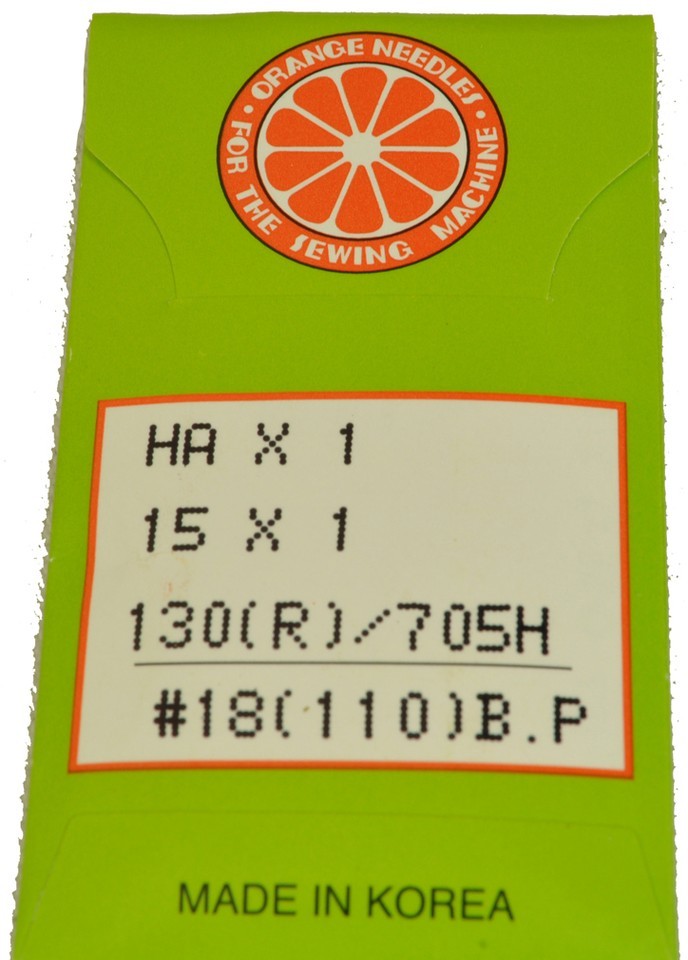 ORANGE NEEDLES
FOR THE SEWING MACHINE
HA X 1
15 X 1
130(R)/705H
#18(110)B.P
MADE IN KOREA